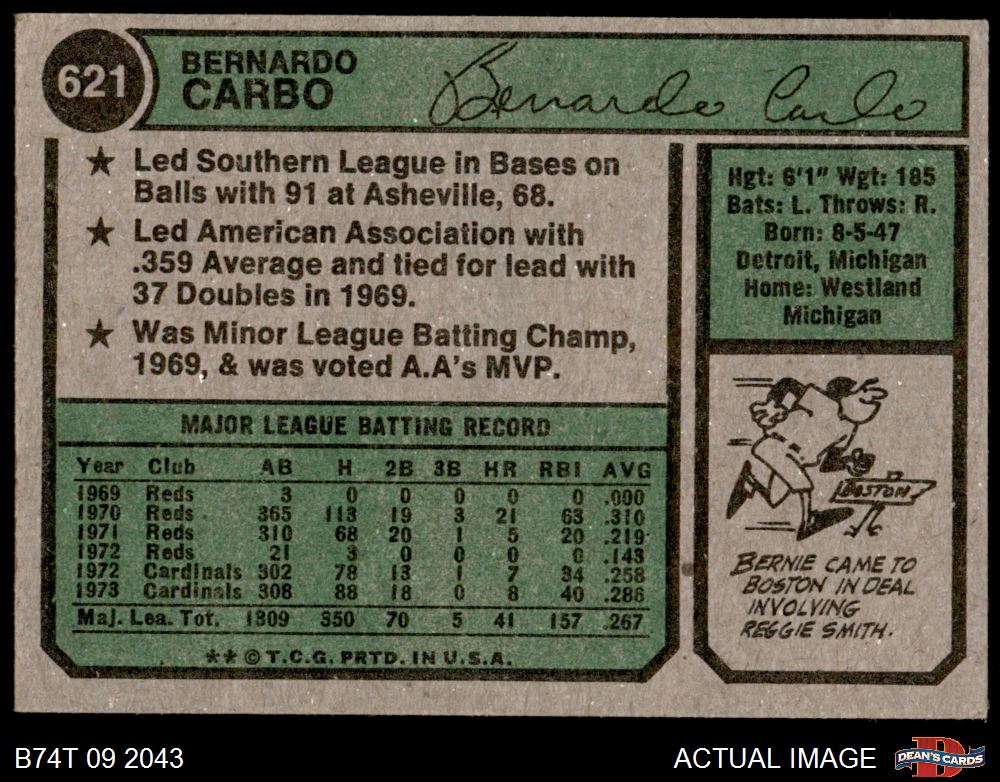 621
BERNARDO
CARBO
Bernardo Carbo
★ Led Southern League in Bases on
Balls with 91 at Asheville, 68.
★ Led American Association with
.359 Average and tied for lead with
37 Doubles in 1969.
★ Was Minor League Batting Champ,
1969, & was voted A.A's MVP.
Hgt: 6'1" Wgt: 185
Bats: L. Throws: R.
Born: 8-5-47
Detroit, Michigan
Home: Westland
Michigan
MAJOR LEAGUE BATTING RECORD
Year Club AB H 2B 3B HR RBI AVG
1969 Reds 3 0 0 0 0 0 .000
1970 Reds 365 113 19 3 21 63 .310
1971 Reds 310 68 20 1 5 20 .219
1972 Reds 21 3 0 0 0 0 .143
1972 Cardinals 302 78 13 1 7 34 .258
1973 Cardinals 308 88 18 0 8 40 .286
Maj. Lea. Tot. 1309 350 70 5 41 157 .267
** © T.C.G. PRTD. IN U.S.A.
BOSTON
BERNIE CAME TO
BOSTON IN DEAL
INVOLVING
REGGIE SMITH.
B74T 09 2043
ACTUAL IMAGE
D
DEAN'S CARDS